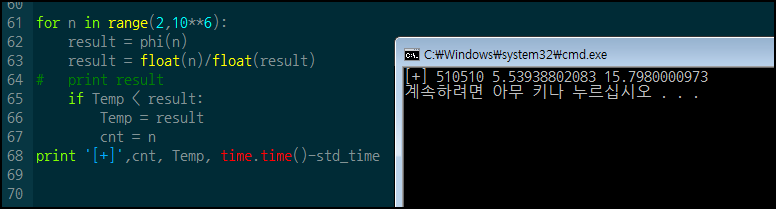 60
61 for n in range(2,10**6):
62     result = phi(n)
63     result = float(n)/float(result)
64 #   print result
65     if Temp < result:
66         Temp = result
67         cnt = n
68 print '[+]',cnt, Temp, time.time()-std_time
69
70
C:₩Windows₩system32₩cmd.exe
[+] 510510 5.53938802083 15.7980000973
계속하려면 아무 키나 누르십시오 . . .